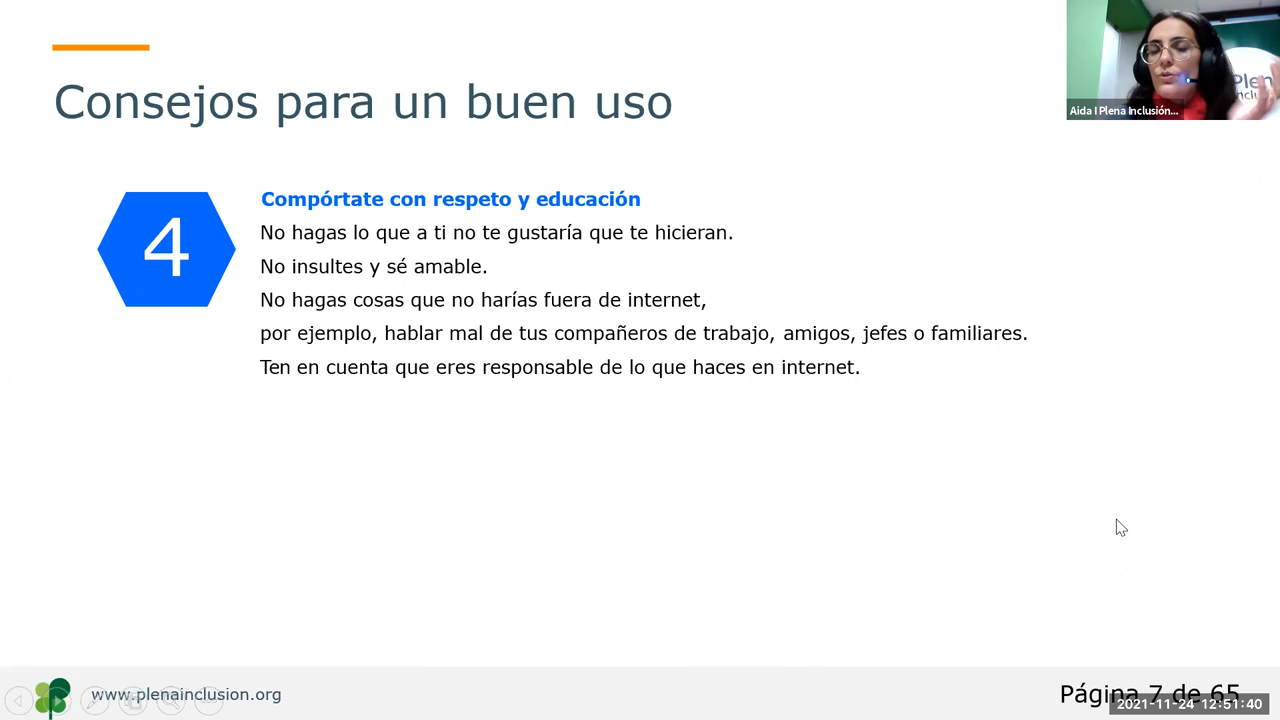 Consejos para un buen uso
4
Compórtate con respeto y educación
No hagas lo que a ti no te gustaría que te hicieran.
No insultes y sé amable.
No hagas cosas que no harías fuera de internet,
por ejemplo, hablar mal de tus compañeros de trabajo, amigos, jefes o familiares.
Ten en cuenta que eres responsable de lo que haces en internet.
Plen
Aida I Plena Inclusión...
www.plenainclusion.org
Página 7 de 65
2021-11-24 12:51:40